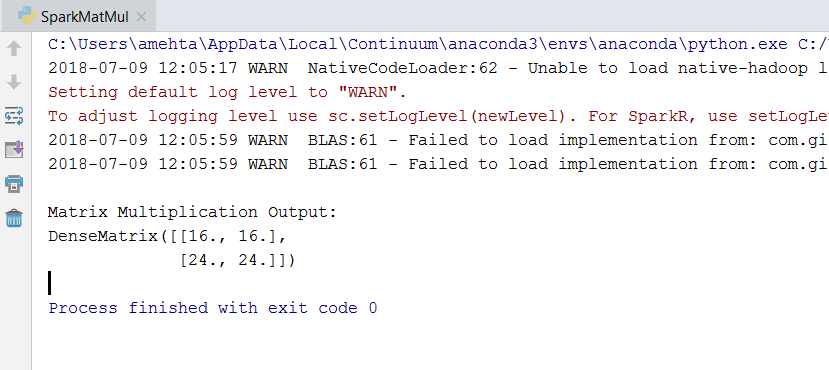 SparkMatMul
C:\Users\amehta\AppData\Local\Continuum\anaconda3\envs\anaconda\python.exe C:/
2018-07-09 12:05:17 WARN  NativeCodeLoader:62 - Unable to load native-hadoop l
Setting default log level to "WARN".
To adjust logging level use sc.setLogLevel(newLevel). For SparkR, use setLogLe
2018-07-09 12:05:59 WARN  BLAS:61 - Failed to load implementation from: com.gi
2018-07-09 12:05:59 WARN  BLAS:61 - Failed to load implementation from: com.gi
Matrix Multiplication Output:
DenseMatrix([[16., 16.],
             [24., 24.]])
Process finished with exit code 0